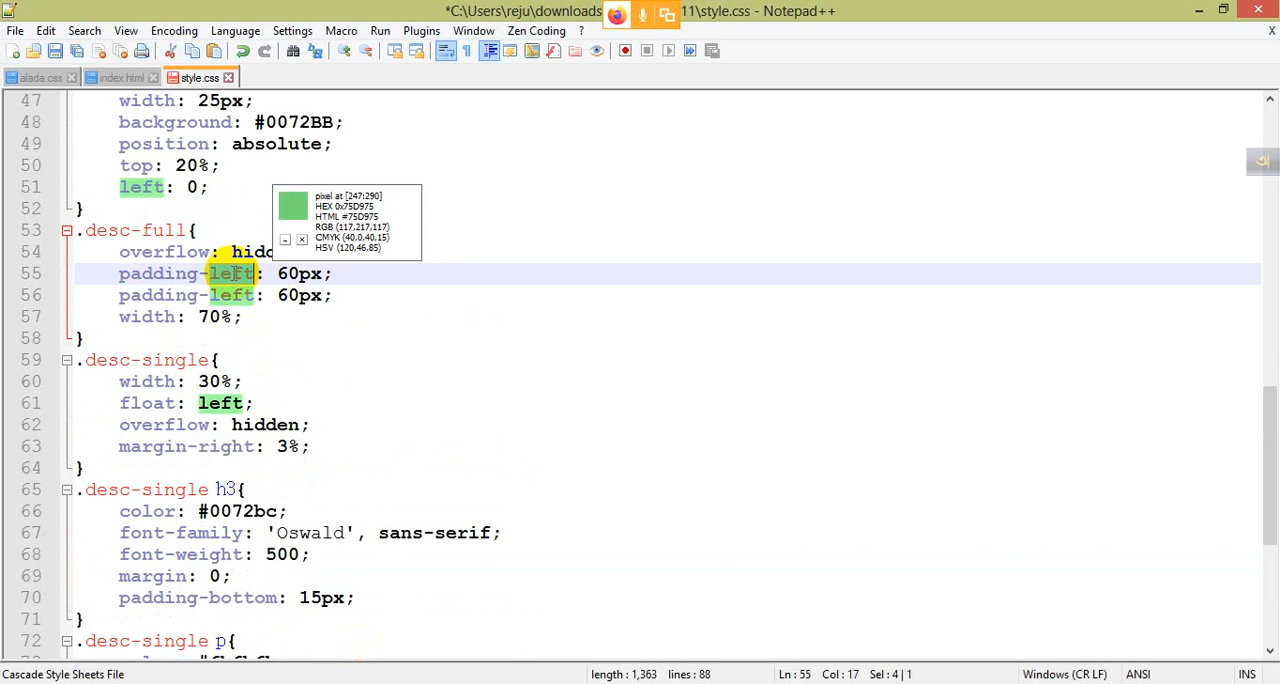 *C:\Users\reju\downloads 11\style.css - Notepad++
File Edit Search View Encoding Language Settings Macro Run Plugins Window Zen Coding ? X
alada.css index.html style.css
47 width: 25px;
48 background: #0072BB;
49 position: absolute;
50 top: 20%;
51 left: 0;
52 }
53 .desc-full{
54 overflow: hidd
55 padding-left: 60px;
56 padding-left: 60px;
57 width: 70%;
58 }
59 .desc-single{
60 width: 30%;
61 float: left;
62 overflow: hidden;
63 margin-right: 3%;
64 }
65 .desc-single h3{
66 color: #0072bc;
67 font-family: 'Oswald', sans-serif;
68 font-weight: 500;
69 margin: 0;
70 padding-bottom: 15px;
71 }
72 .desc-single p{
pixel at [247:290]
HEX 0x75D975
HTML #75D975
RGB (117,217,117)
CMYK (40,0,40,15)
HSV (120,46,85)
অ
Cascade Style Sheets File length : 1,363 lines : 88 Ln : 55 Col : 17 Sel : 4 | 1 Windows (CR LF) ANSI INS